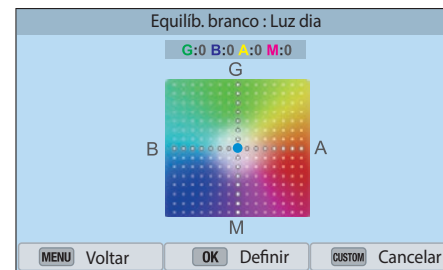 Equilíb. branco : Luz dia
G:0 B:0 A:0 M:0
G
B A
M
MENU Voltar OK Definir CUSTOM Cancelar